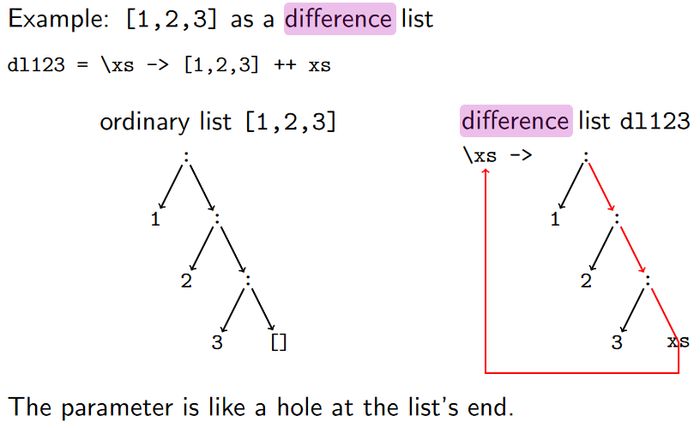 Example: [1,2,3] as a difference list
dl123 = \xs -> [1,2,3] ++ xs
ordinary list [1,2,3]
:
1
:
2
:
3
[]
difference list dl123
\xs ->
:
1
:
2
:
3
xs
The parameter is like a hole at the list's end.